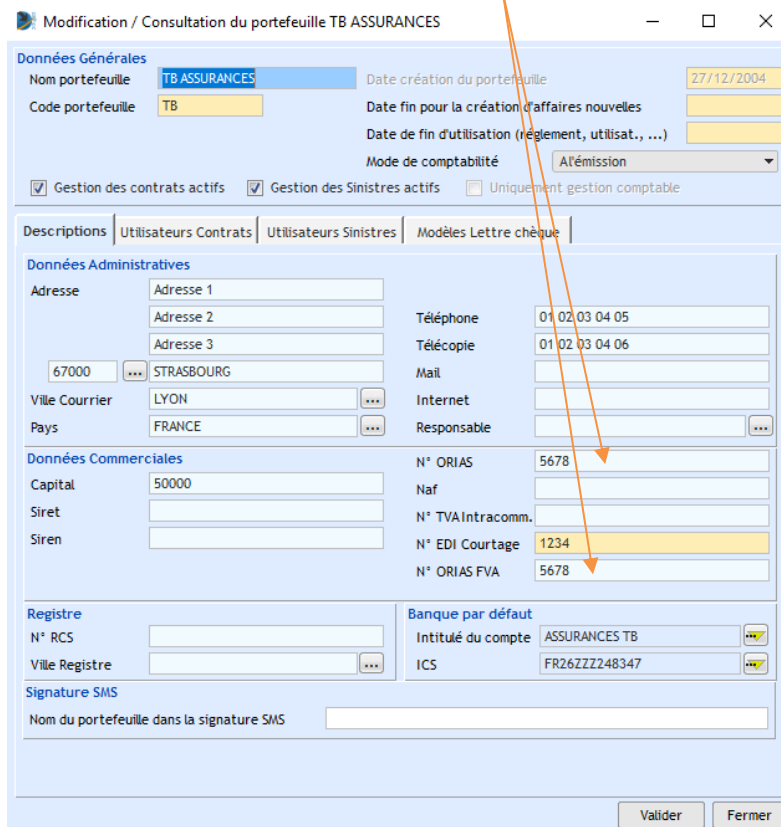 Modification / Consultation du portefeuille TB ASSURANCES
Données Générales
Nom portefeuille TB ASSURANCES Date création du portefeuille 27/12/2004
Code portefeuille TB Date fin pour la création d'affaires nouvelles
Date de fin d'utilisation (réglement, utilisat., ...)
Mode de comptabilité Al'émission
Gestion des contrats actifs Gestion des Sinistres actifs Uniquement gestion comptable
Descriptions Utilisateurs Contrats Utilisateurs Sinistres Modèles Lettre chèque
Données Administratives
Adresse Adresse 1
Adresse 2 Téléphone 01 02 03 04 05
Adresse 3 Télécopie 01 02 03 04 06
67000 ... STRASBOURG Mail
Ville Courrier LYON ... Internet
Pays FRANCE ... Responsable ...
Données Commerciales N° ORIAS 5678
Capital 50000 Naf
Siret N° TVA Intracomm.
Siren N° EDI Courtage 1234
N° ORIAS FVA 5678
Registre Banque par défaut
N° RCS Intitulé du compte ASSURANCES TB ...
Ville Registre ... ICS FR26ZZZ248347 ...
Signature SMS
Nom du portefeuille dans la signature SMS
Valider Fermer